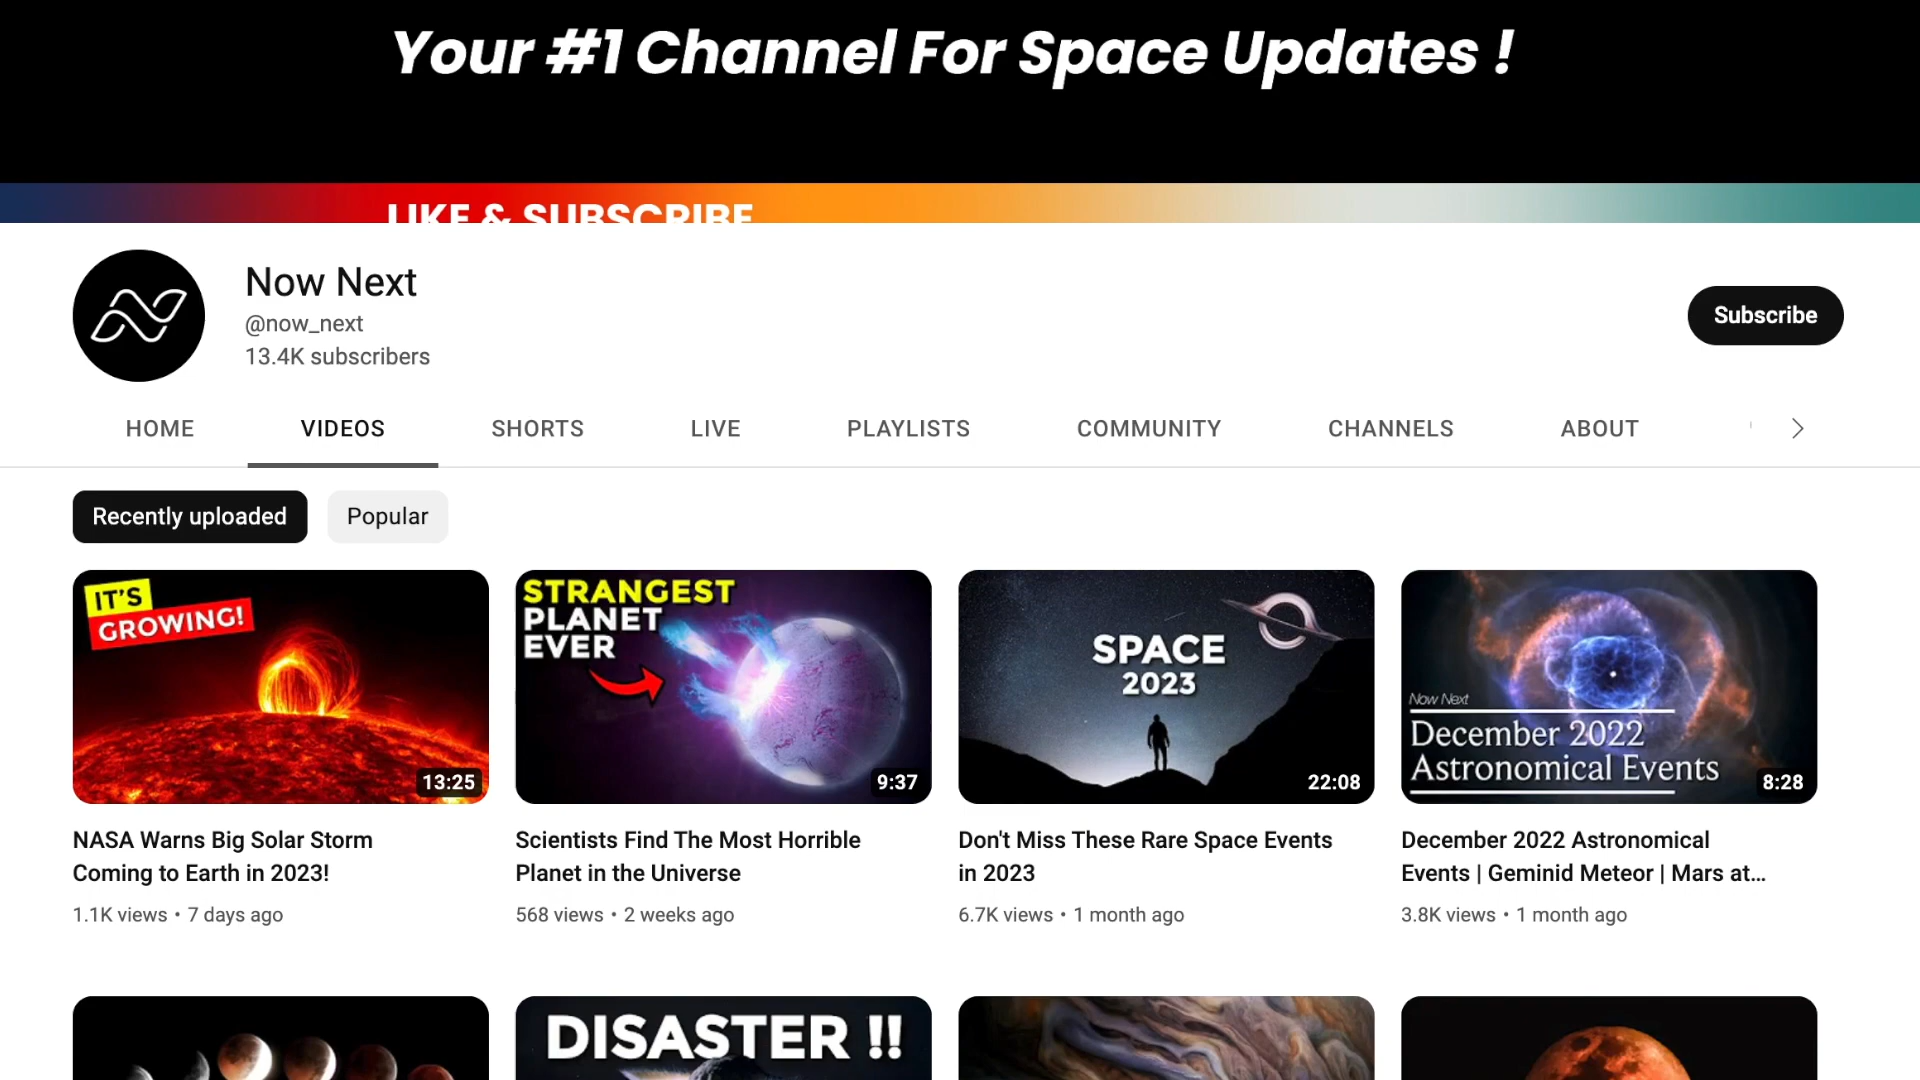 Your #1 Channel For Space Updates !
LIKE & SUBSCRIBE
Now Next
@now_next
13.4K subscribers
Subscribe
HOME
VIDEOS
SHORTS
LIVE
PLAYLISTS
COMMUNITY
CHANNELS
ABOUT
Recently uploaded
Popular
IT'S
GROWING!
13:25
STRANGEST
PLANET
EVER
9:37
SPACE
2023
22:08
Now Next
December 2022
Astronomical Events
8:28
NASA Warns Big Solar Storm
Coming to Earth in 2023!
1.1K views • 7 days ago
Scientists Find The Most Horrible
Planet in the Universe
568 views • 2 weeks ago
Don't Miss These Rare Space Events
in 2023
6.7K views • 1 month ago
December 2022 Astronomical
Events | Geminid Meteor | Mars at...
3.8K views • 1 month ago
DISASTER !!